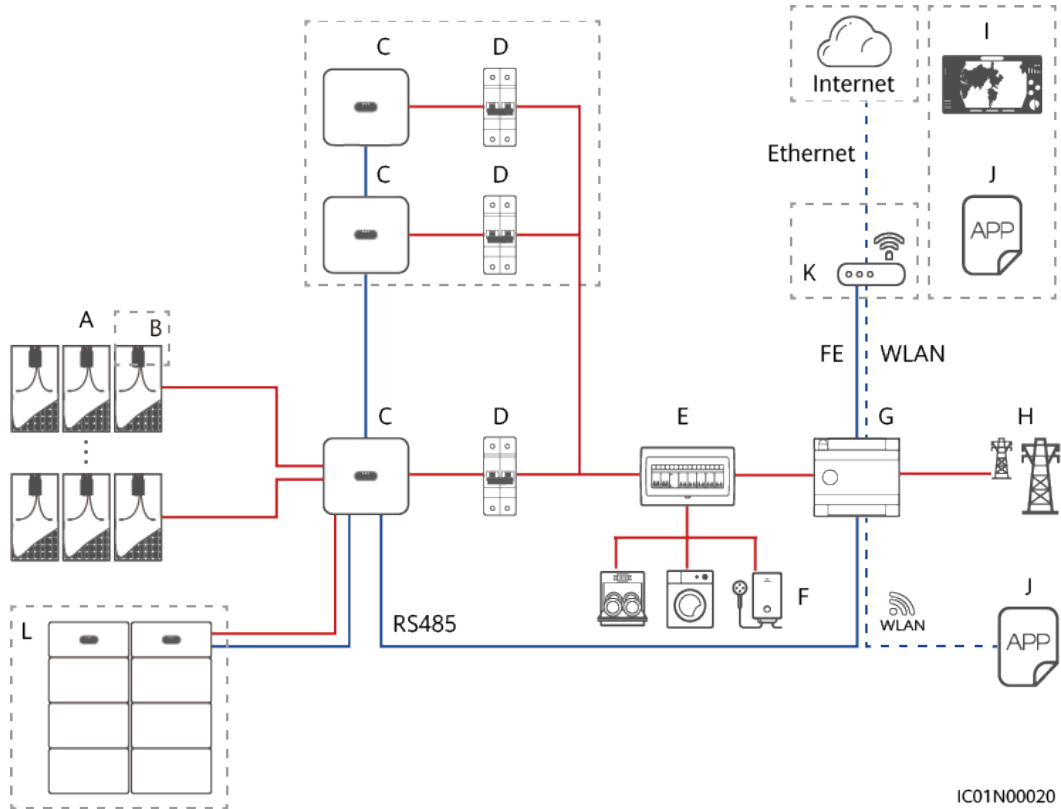 C
D
I
Internet
Ethernet
C
D
J
APP
K
A
B
FE
WLAN
C
D
E
G
H
F
J
WLAN
L
RS485
APP
IC01N00020